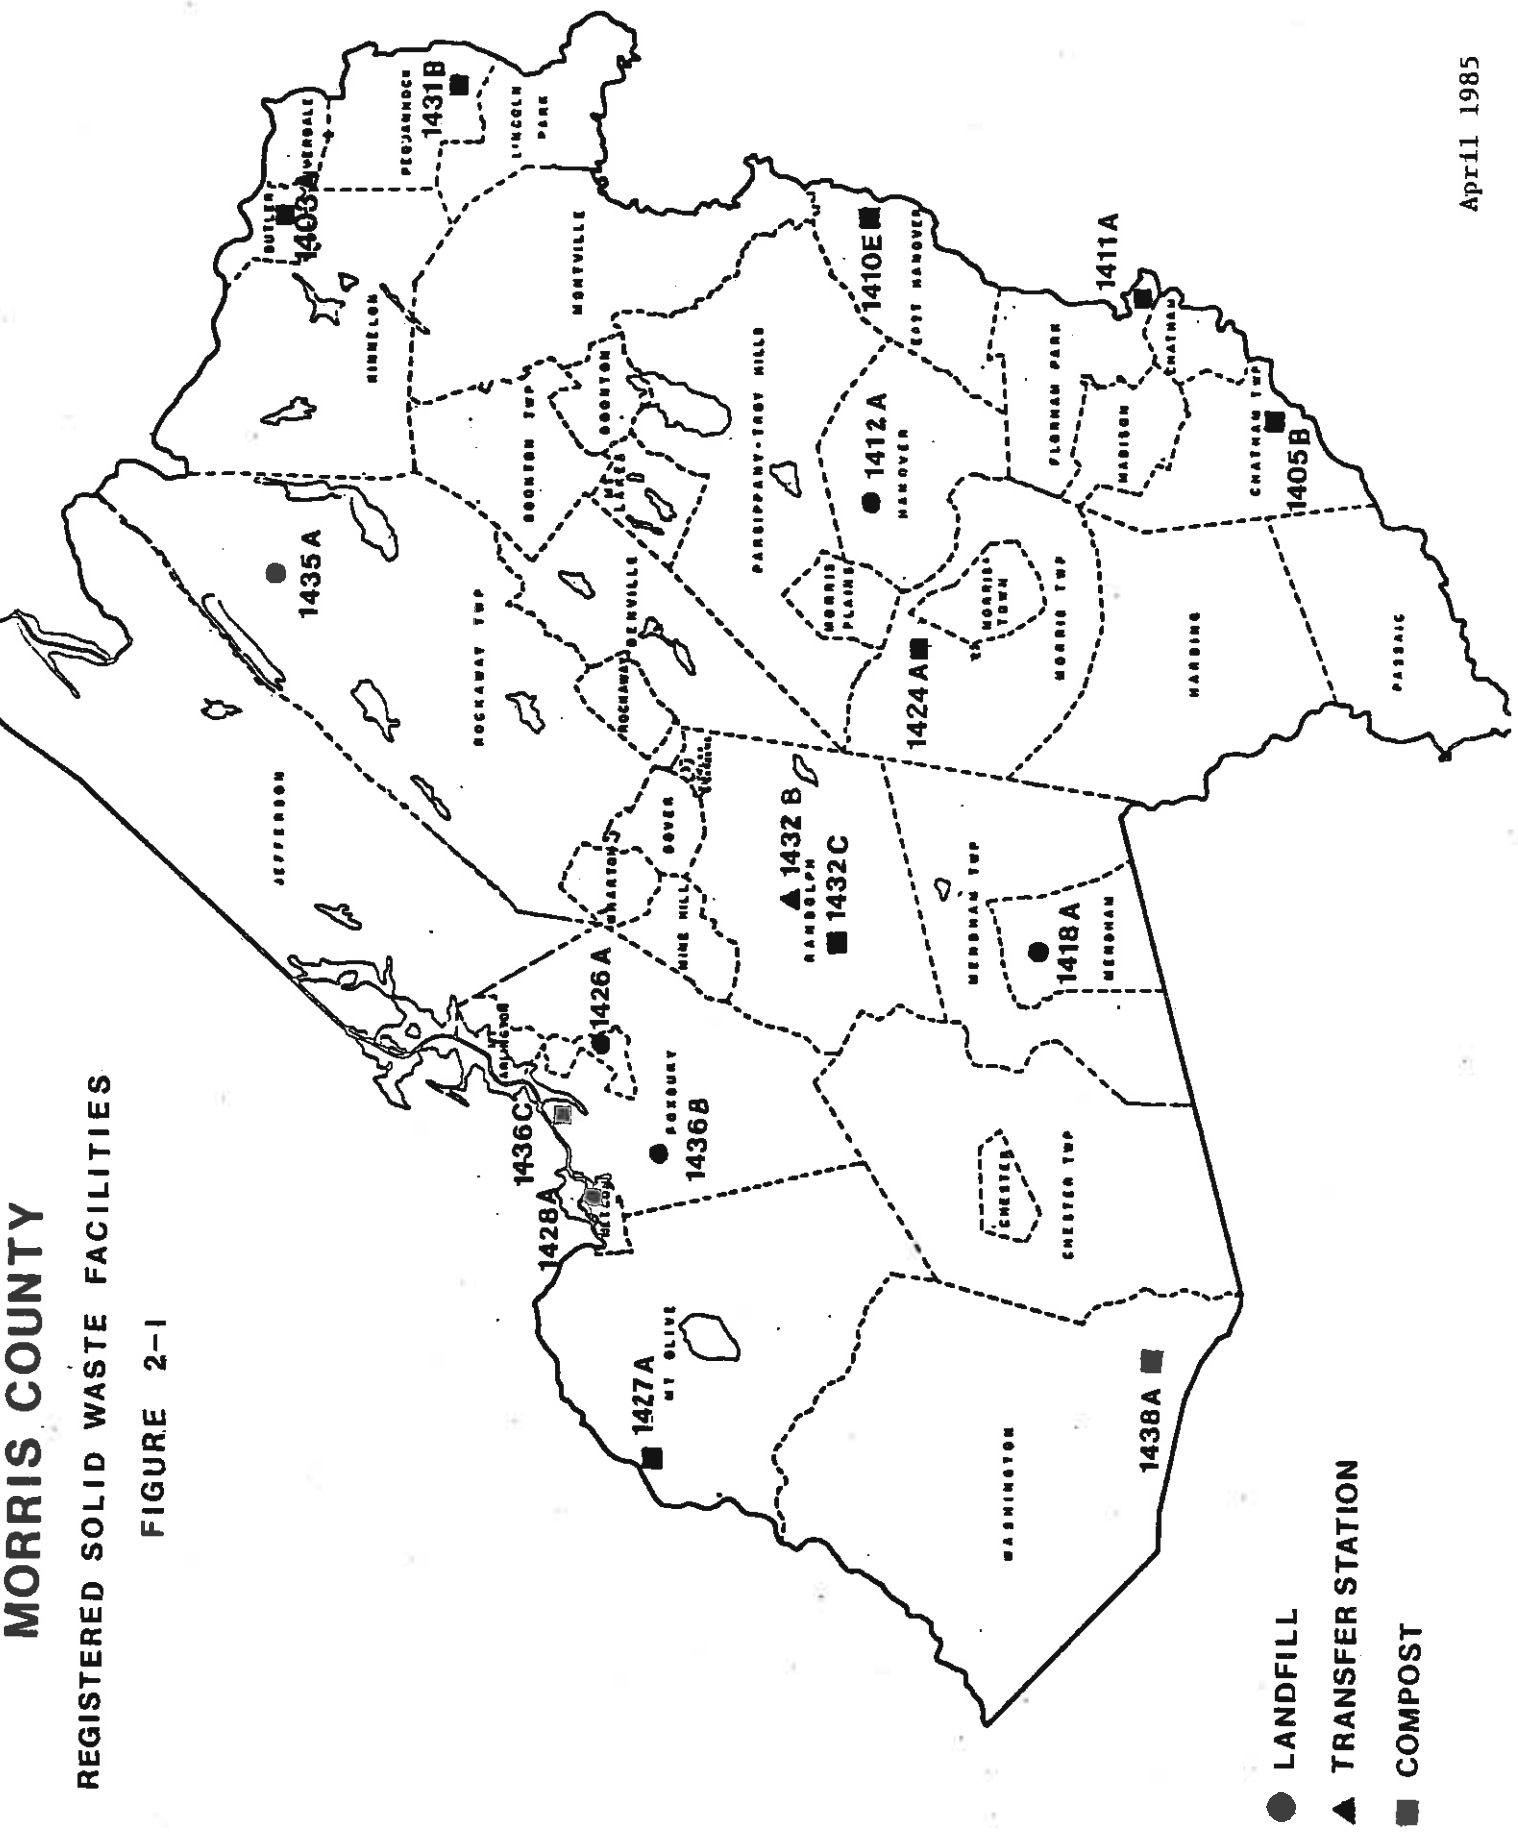 MORRIS COUNTY
REGISTERED SOLID WASTE FACILITIES
FIGURE 2-1
JEFFERSON
1435A
ROCKAWAY TWP
KINNELON
BUTLER
1403A
PEQUANNOCK
1431B
LINCOLN
PARK
MONTVILLE
BOONTON TWP
BOONTON
LAKES
DENVILLE
ROCKAWAY
PARSIPPANY-TROY HILLS
1410E
EAST HANOVER
1412A
HANOVER
1411A
FLORHAM PARK
CHATHAM
MADISON
CHATHAM TWP
1405B
MORRIS
PLAINS
MORRIS
TOWN
1424A
MORRIS TWP
HARDING
PASSAIC
DOVER
WHARTON
MINE HILL
1432 B
RANDOLPH
1432C
MENDHAM TWP
1418A
MENDHAM
1426A
ROXBURY
1436B
1436C
1428A
1427A
MT OLIVE
CHESTER
CHESTER TWP
WASHINGTON
1438A
LANDFILL
TRANSFER STATION
COMPOST
April 1985